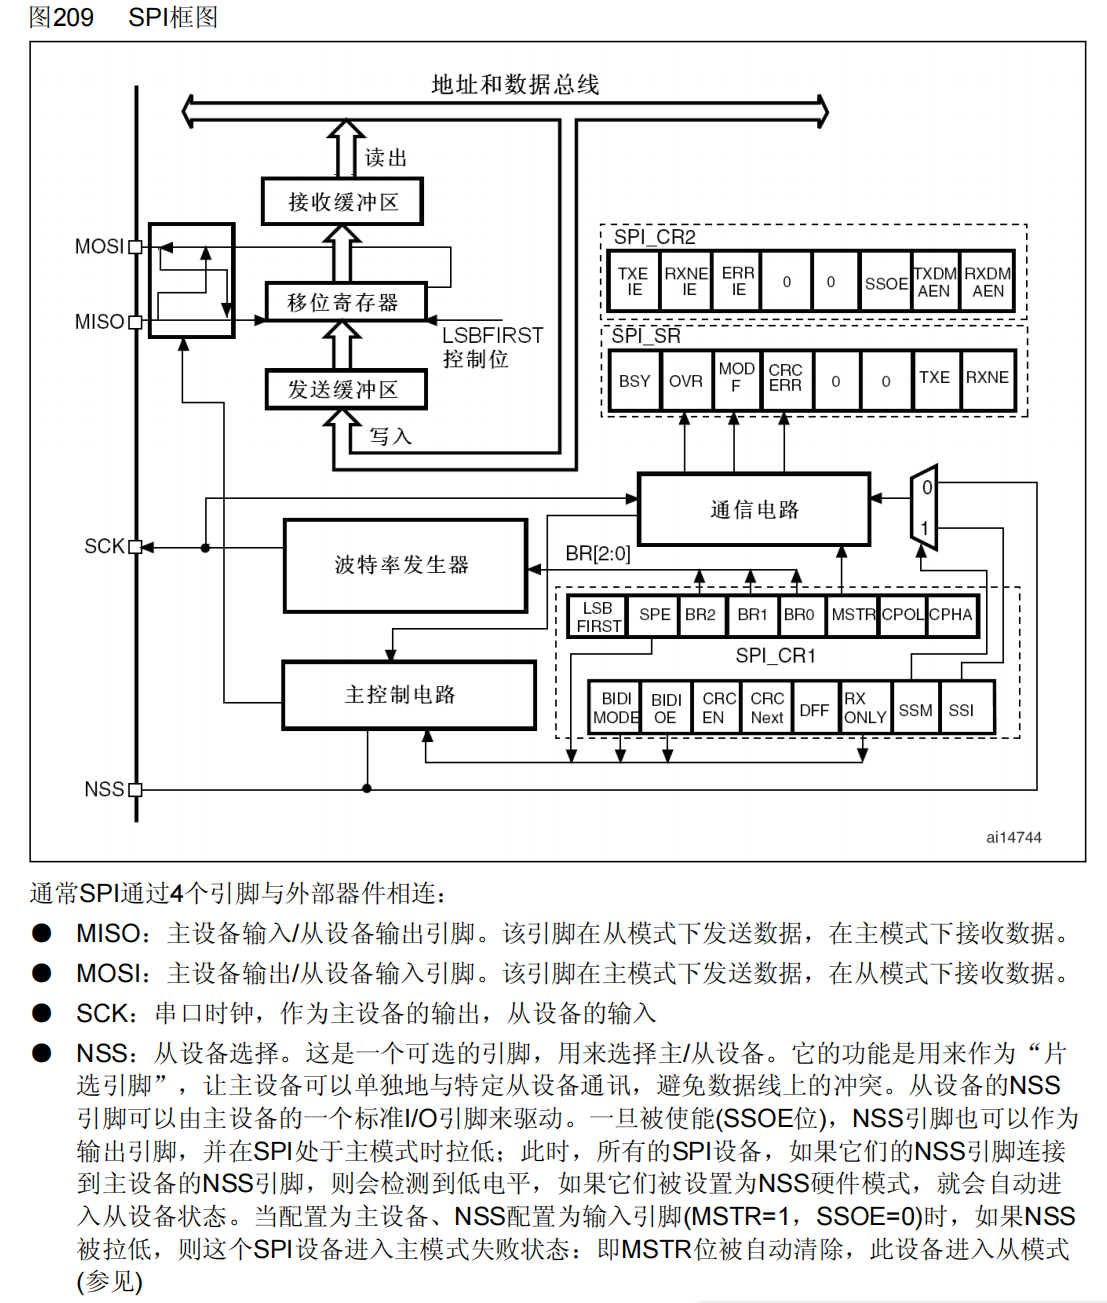 图209 SPI框图
地址和数据总线
读出
接收缓冲区
MOSI
移位寄存器
MISO
LSBFIRST
控制位
发送缓冲区
写入
SPI_CR2
TXE
IE
RXNE
IE
ERR
IE
0
0
SSOE
TXDM
AEN
RXDM
AEN
SPI_SR
BSY
OVR
MOD
F
CRC
ERR
0
0
TXE
RXNE
通信电路
0
1
SCK
波特率发生器
BR[2:0]
LSB
FIRST
SPE
BR2
BR1
BR0
MSTR
CPOL
CPHA
SPI_CR1
主控制电路
BIDI
MODE
BIDI
OE
CRC
EN
CRC
Next
DFF
RX
ONLY
SSM
SSI
NSS
ai14744
通常SPI通过4个引脚与外部器件相连：
● MISO：主设备输入/从设备输出引脚。该引脚在从模式下发送数据，在主模式下接收数据。
● MOSI：主设备输出/从设备输入引脚。该引脚在主模式下发送数据，在从模式下接收数据。
● SCK：串口时钟，作为主设备的输出，从设备的输入
● NSS：从设备选择。这是一个可选的引脚，用来选择主/从设备。它的功能是用来作为“片
选引脚”，让主设备可以单独地与特定从设备通讯，避免数据线上的冲突。从设备的NSS
引脚可以由主设备的一个标准I/O引脚来驱动。一旦被使能(SSOE位)，NSS引脚也可以作为
输出引脚，并在SPI处于主模式时拉低；此时，所有的SPI设备，如果它们的NSS引脚连接
到主设备的NSS引脚，则会检测到低电平，如果它们被设置为NSS硬件模式，就会自动进
入从设备状态。当配置为主设备、NSS配置为输入引脚(MSTR=1，SSOE=0)时，如果NSS
被拉低，则这个SPI设备进入主模式失败状态：即MSTR位被自动清除，此设备进入从模式
(参见)